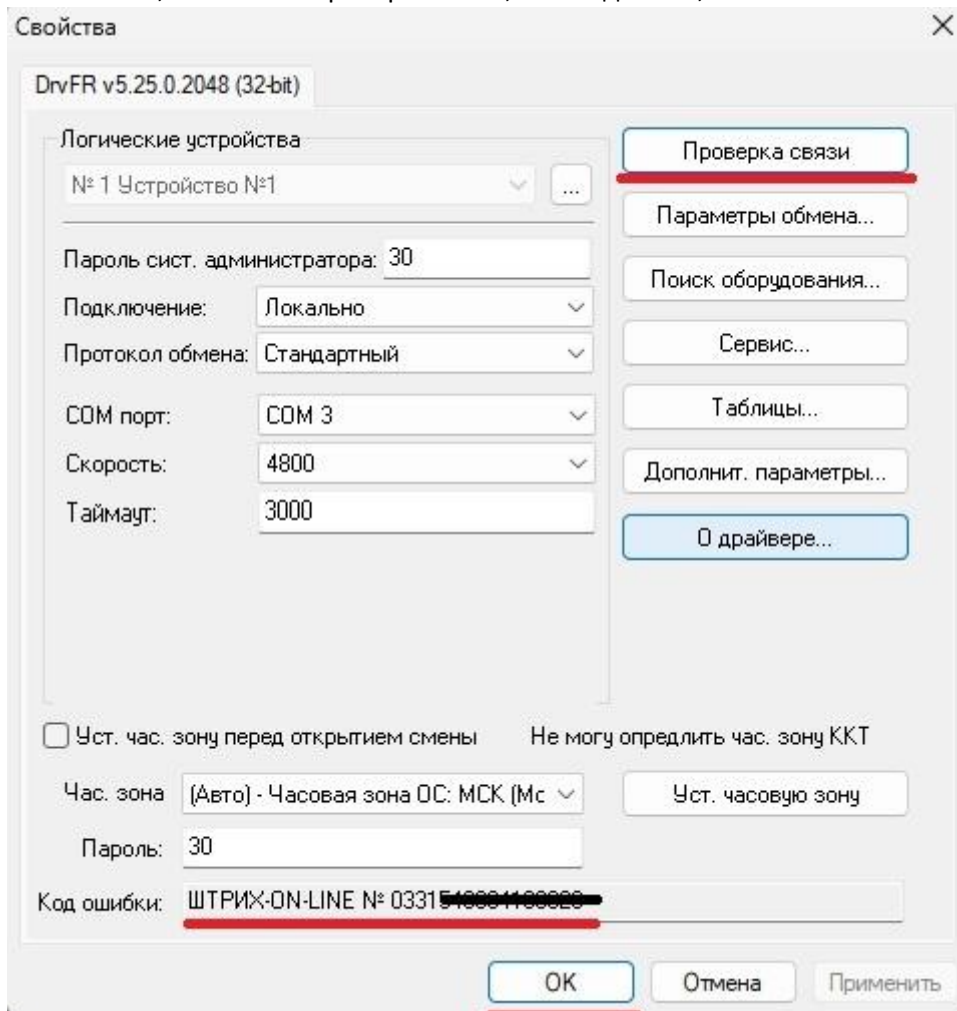 Свойства
DrvFR v5.25.0.2048 (32-bit)
Логические устройства
№ 1 Устройство №1
...
Проверка связи
Параметры обмена...
Пароль сист. администратора: 30
Поиск оборудования...
Подключение: Локально
Протокол обмена: Стандартный
Сервис...
COM порт: COM 3
Таблицы...
Скорость: 4800
Дополнит. параметры...
Таймаут: 3000
О драйвере...
Уст. час. зону перед открытием смены
Не могу опредлить час. зону ККТ
Час. зона (Авто) - Часовая зона ОС: МСК (Мс
Уст. часовую зону
Пароль: 30
Код ошибки: ШТРИХ-ON-LINE № 0331
ОК
Отмена
Применить